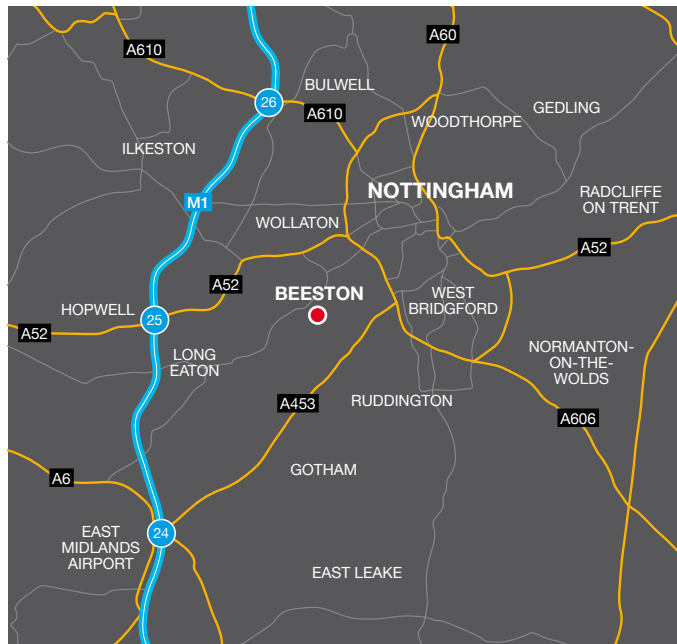 A60
A610
BULWELL
26
GEDLING
A610
WOODTHORPE
ILKESTON
NOTTINGHAM
RADCLIFFE
ON TRENT
M1
WOLLATON
A52
A52
BEESTON
WEST
BRIDGFORD
HOPWELL
25
A52
LONG
EATON
NORMANTON-
ON-THE-
WOLDS
A453
RUDDINGTON
A606
GOTHAM
A6
24
EAST
MIDLANDS
AIRPORT
EAST LEAKE